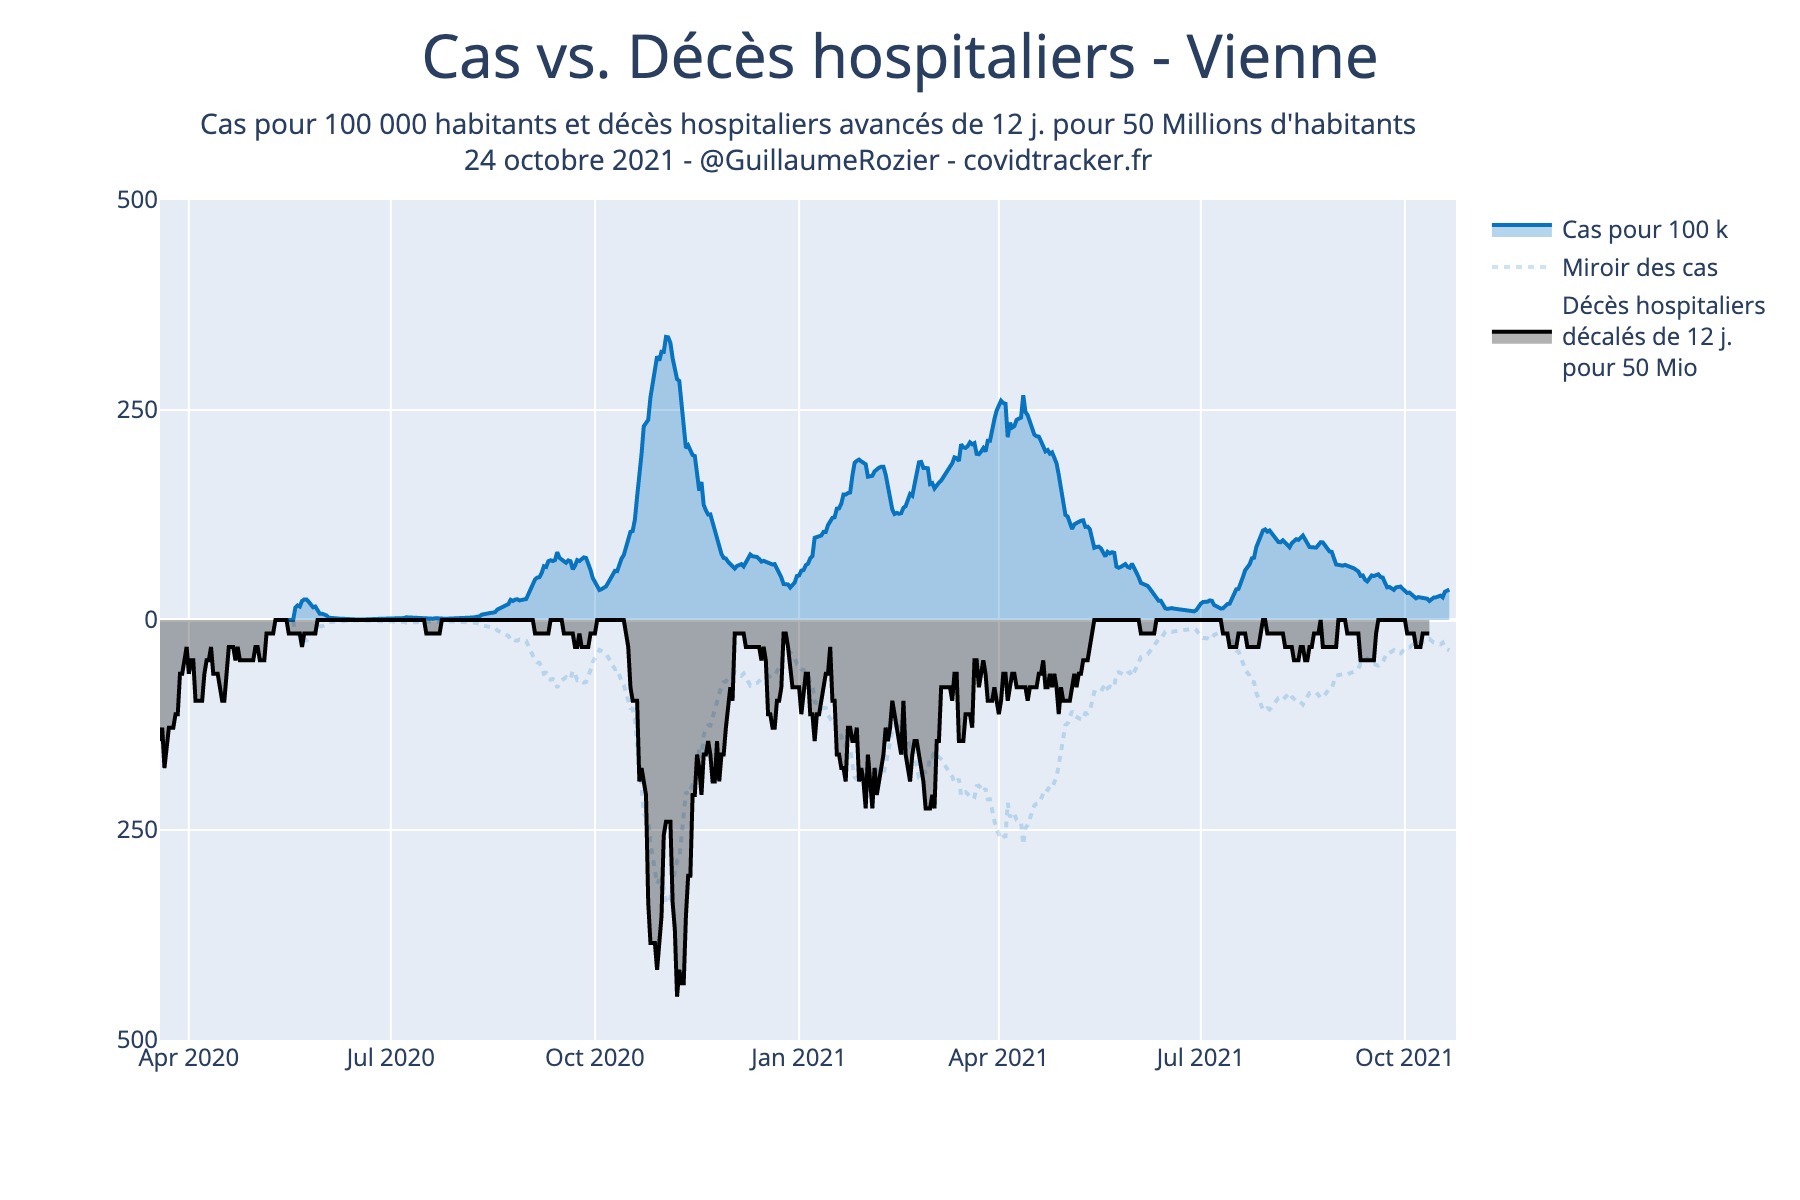 Cas vs. Décès hospitaliers - Vienne
Cas pour 100 000 habitants et décès hospitaliers avancés de 12 j. pour 50 Millions d'habitants
24 octobre 2021 - @GuillaumeRozier - covidtracker.fr
500
250
0
250
500
Apr 2020
Jul 2020
Oct 2020
Jan 2021
Apr 2021
Jul 2021
Oct 2021
Cas pour 100 k
Miroir des cas
Décès hospitaliers
décalés de 12 j.
pour 50 Mio